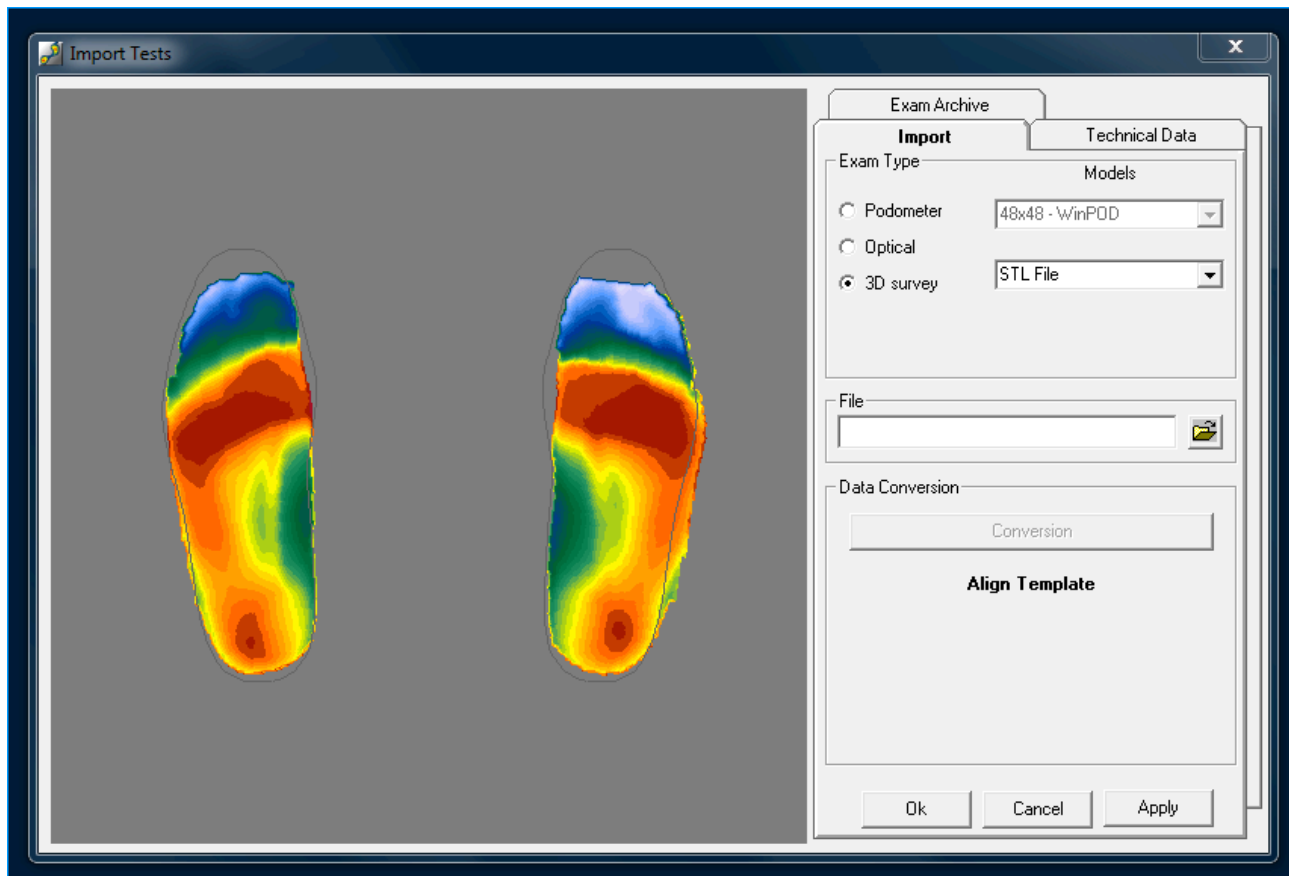 Import Tests
X
Exam Archive
Import
Technical Data
Exam Type
Models
Podometer
48x48 - WinPOD
Optical
3D survey
STL File
File
Data Conversion
Conversion
Align Template
Ok
Cancel
Apply